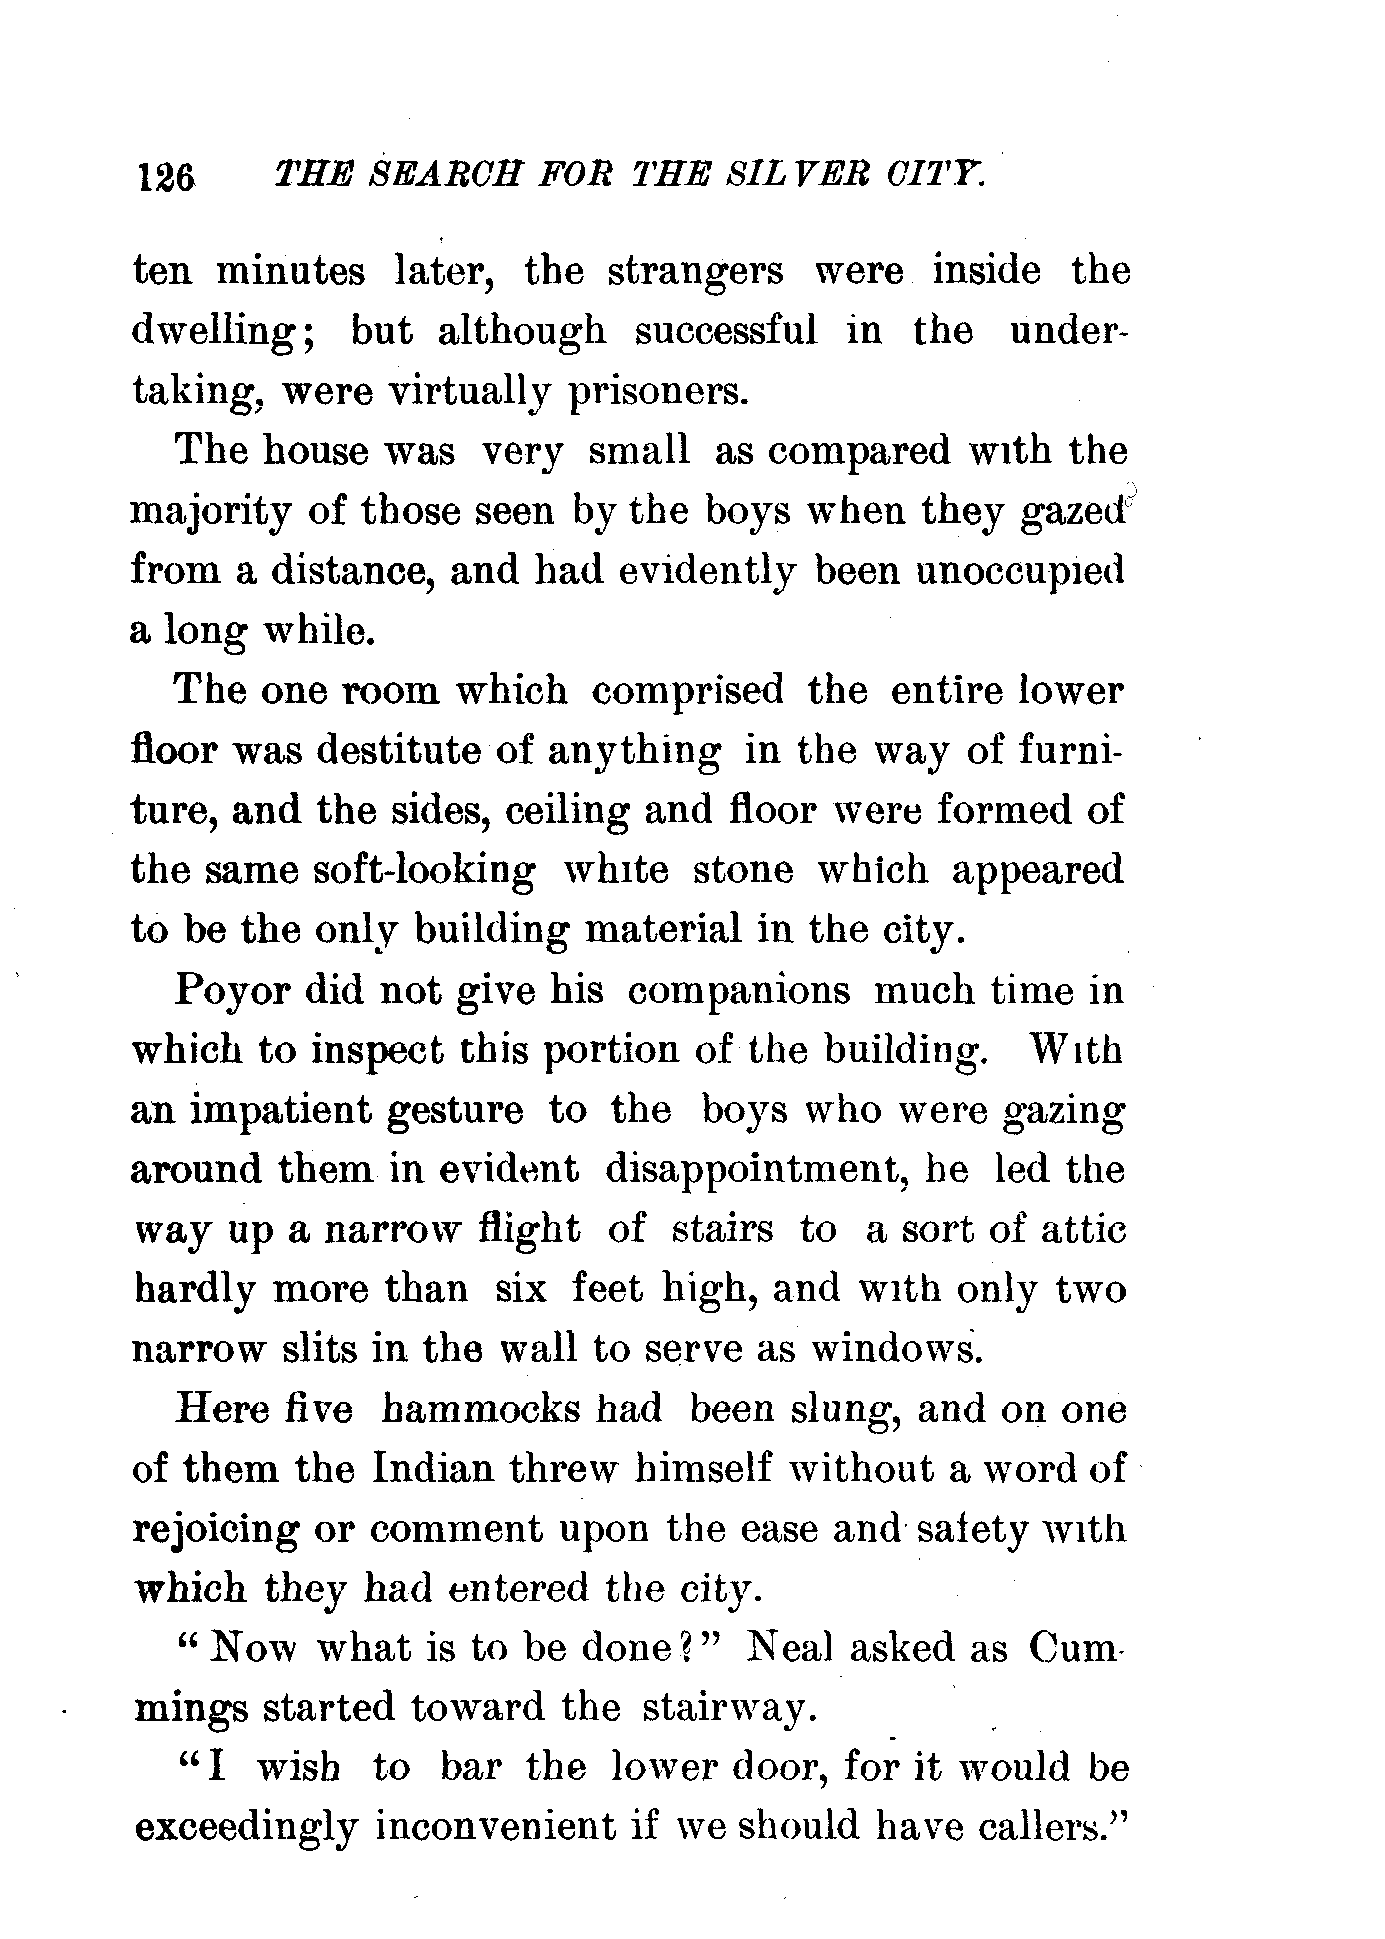 126 THE SEARCH FOR THE SILVER CITY.
ten minutes later, the strangers were inside the
dwelling; but although successful in the under-
taking, were virtually prisoners.
The house was very small as compared with the
majority of those seen by the boys when they gazed
from a distance, and had evidently been unoccupied
a long while.
The one room which comprised the entire lower
floor was destitute of anything in the way of furni-
ture, and the sides, ceiling and floor were formed of
the same soft-looking white stone which appeared
to be the only building material in the city.
Poyor did not give his companions much time in
which to inspect this portion of the building. With
an impatient gesture to the boys who were gazing
around them in evident disappointment, he led the
way up a narrow flight of stairs to a sort of attic
hardly more than six feet high, and with only two
narrow slits in the wall to serve as windows.
Here five hammocks had been slung, and on one
of them the Indian threw himself without a word of
rejoicing or comment upon the ease and safety with
which they had entered the city.
"Now what is to be done?" Neal asked as Cum-
mings started toward the stairway.
"I wish to bar the lower door, for it would be
exceedingly inconvenient if we should have callers."